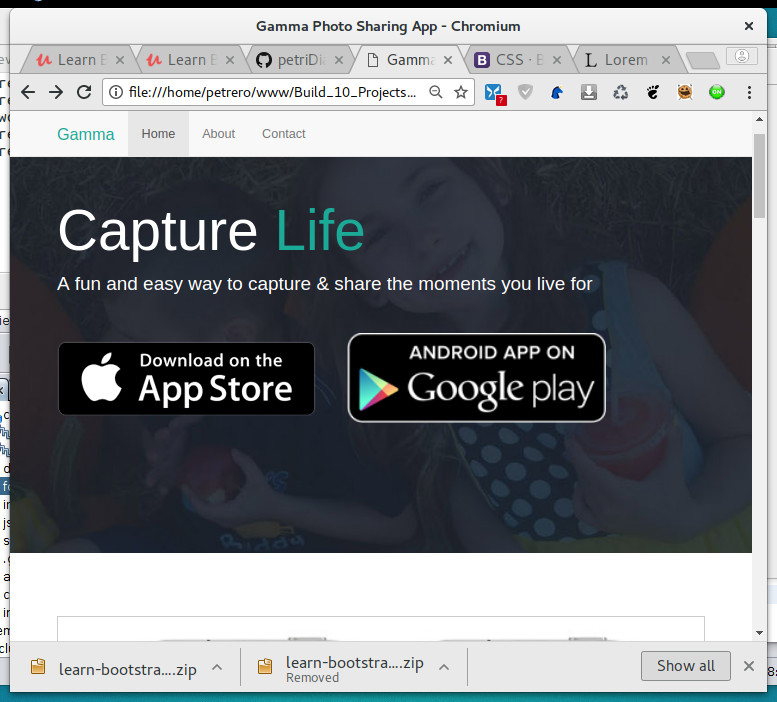 Gamma Photo Sharing App - Chromium
Learn B
Learn B
petriDi
Gamma
CSS · B
Lorem
file:///home/petrero/www/Build_10_Projects...
?
ON
Gamma Home About Contact
Capture Life
A fun and easy way to capture & share the moments you live for
Download on the
App Store
ANDROID APP ON
Google play
Biddy
learn-bootstra....zip
learn-bootstra....zip
Removed
Show all